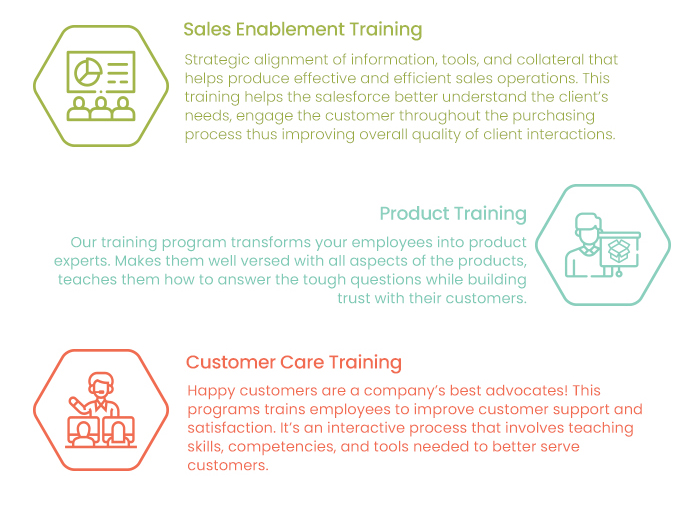 Sales Enablement Training
Strategic alignment of information, tools, and collateral that
helps produce effective and efficient sales operations. This
training helps the salesforce better understand the client's
needs, engage the customer throughout the purchasing
process thus improving overall quality of client interactions.
Product Training
Our training program transforms your employees into product
experts. Makes them well versed with all aspects of the products,
teaches them how to answer the tough questions while building
trust with their customers.
Customer Care Training
Happy customers are a company's best advocates! This
programs trains employees to improve customer support and
satisfaction. It's an interactive process that involves teaching
skills, competencies, and tools needed to better serve
customers.